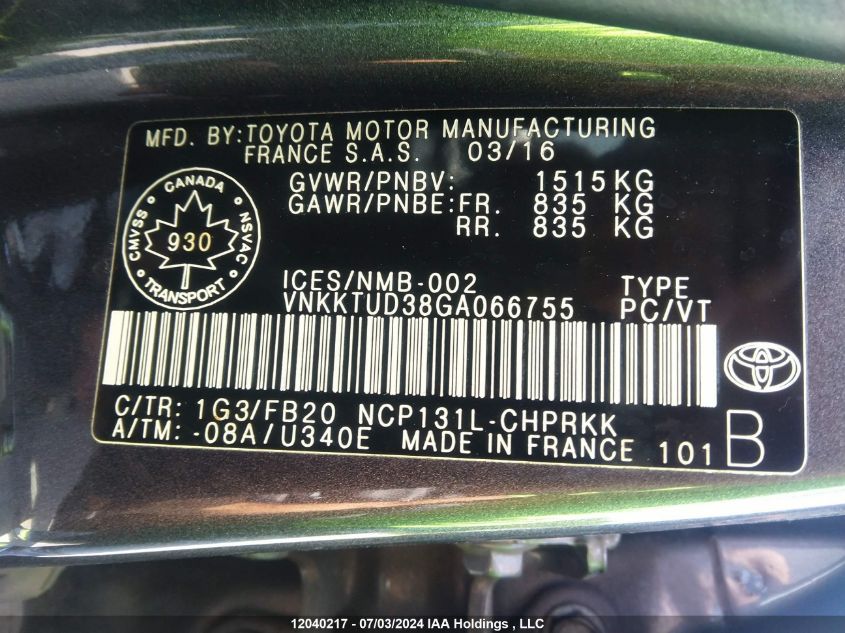 MFD. BY:TOYOTA MOTOR MANUFACTURING
FRANCE S.A.S. 03/16
GVWR/PNBV: 1515KG
GAWR/PNBE:FR. 835 KG
RR. 835 KG
CANADA
CMVSS
930
NSVAC
TRANSPORT
ICES/NMB-002 TYPE
VNKKTUD38GA066755 PC/VT
C/TR: 1G3/FB20 NCP131L-CHPRKK
A/TM: -08A/U340E MADE IN FRANCE 101 B
12040217 - 07/03/2024 IAA Holdings , LLC